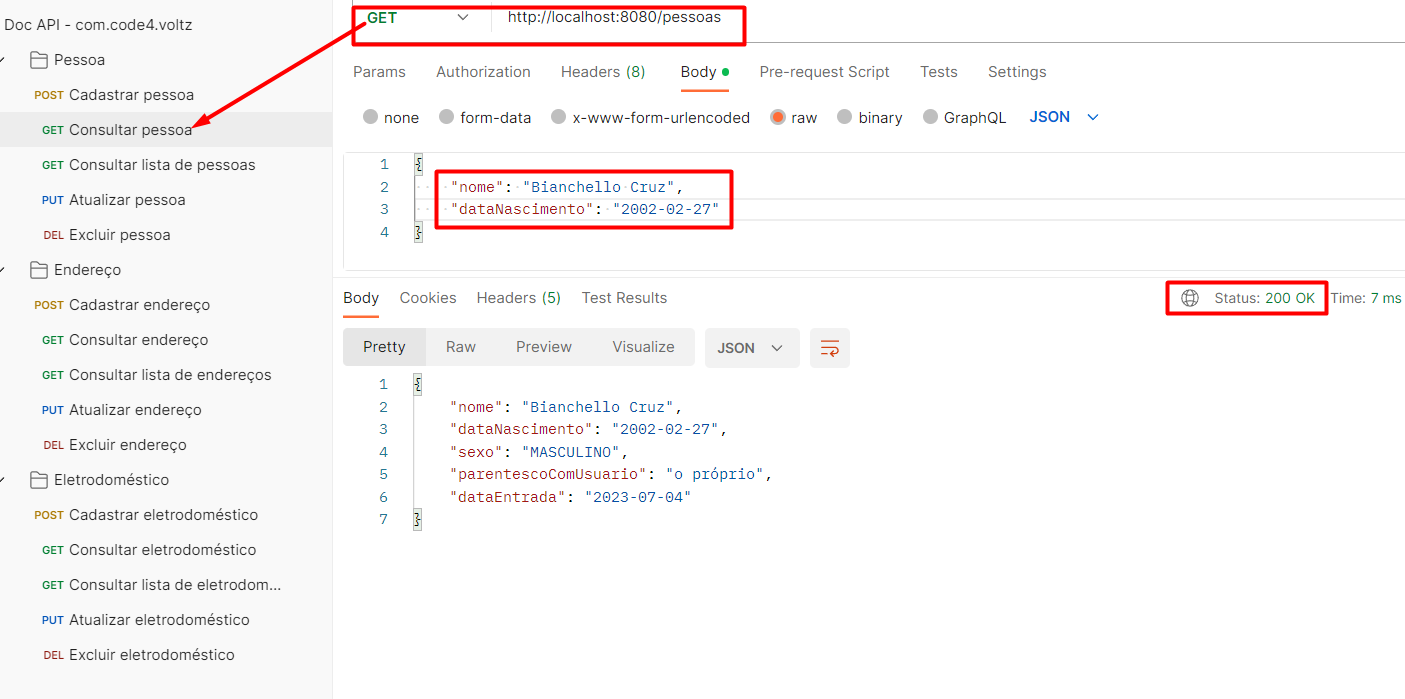 Doc API - com.code4.voltz
Pessoa
POST Cadastrar pessoa
GET Consultar pessoa
GET Consultar lista de pessoas
PUT Atualizar pessoa
DEL Excluir pessoa
Endereço
POST Cadastrar endereço
GET Consultar endereço
GET Consultar lista de endereços
PUT Atualizar endereço
DEL Excluir endereço
Eletrodoméstico
POST Cadastrar eletrodoméstico
GET Consultar eletrodoméstico
GET Consultar lista de eletrodom...
PUT Atualizar eletrodoméstico
DEL Excluir eletrodoméstico
GET http://localhost:8080/pessoas
Params Authorization Headers (8) Body Pre-request Script Tests Settings
none form-data x-www-form-urlencoded raw binary GraphQL JSON
1 {
2 "nome": "Bianchello Cruz",
3 "dataNascimento": "2002-02-27"
4 }
Body Cookies Headers (5) Test Results Status: 200 OK Time: 7 ms
Pretty Raw Preview Visualize JSON
1 {
2 "nome": "Bianchello Cruz",
3 "dataNascimento": "2002-02-27",
4 "sexo": "MASCULINO",
5 "parentescoComUsuario": "o próprio",
6 "dataEntrada": "2023-07-04"
7 }